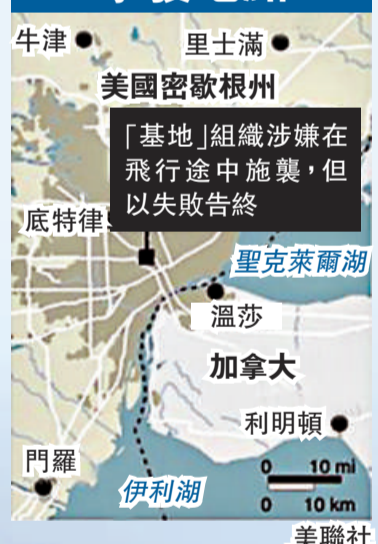 牛津
里士滿
美國密歇根州
「基地」組織涉嫌在
飛行途中施襲，但
以失敗告終
底特律
聖克萊爾湖
溫莎
加拿大
利明頓
門羅
伊利湖
0 10 mi
0 10 km
美聯社